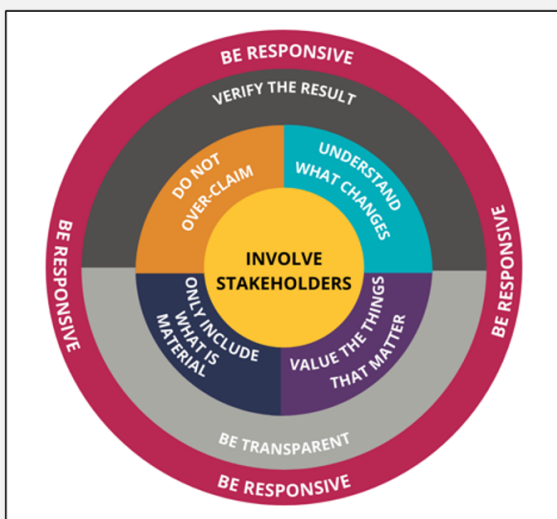 BE RESPONSIVE
VERIFY THE RESULT
DO NOT
OVER-CLAIM
UNDERSTAND
WHAT CHANGES
INVOLVE
STAKEHOLDERS
BE RESPONSIVE
BE RESPONSIVE
ONLY INCLUDE
WHAT IS
MATERIAL
VALUE THE THINGS
THAT MATTER
BE TRANSPARENT
BE RESPONSIVE